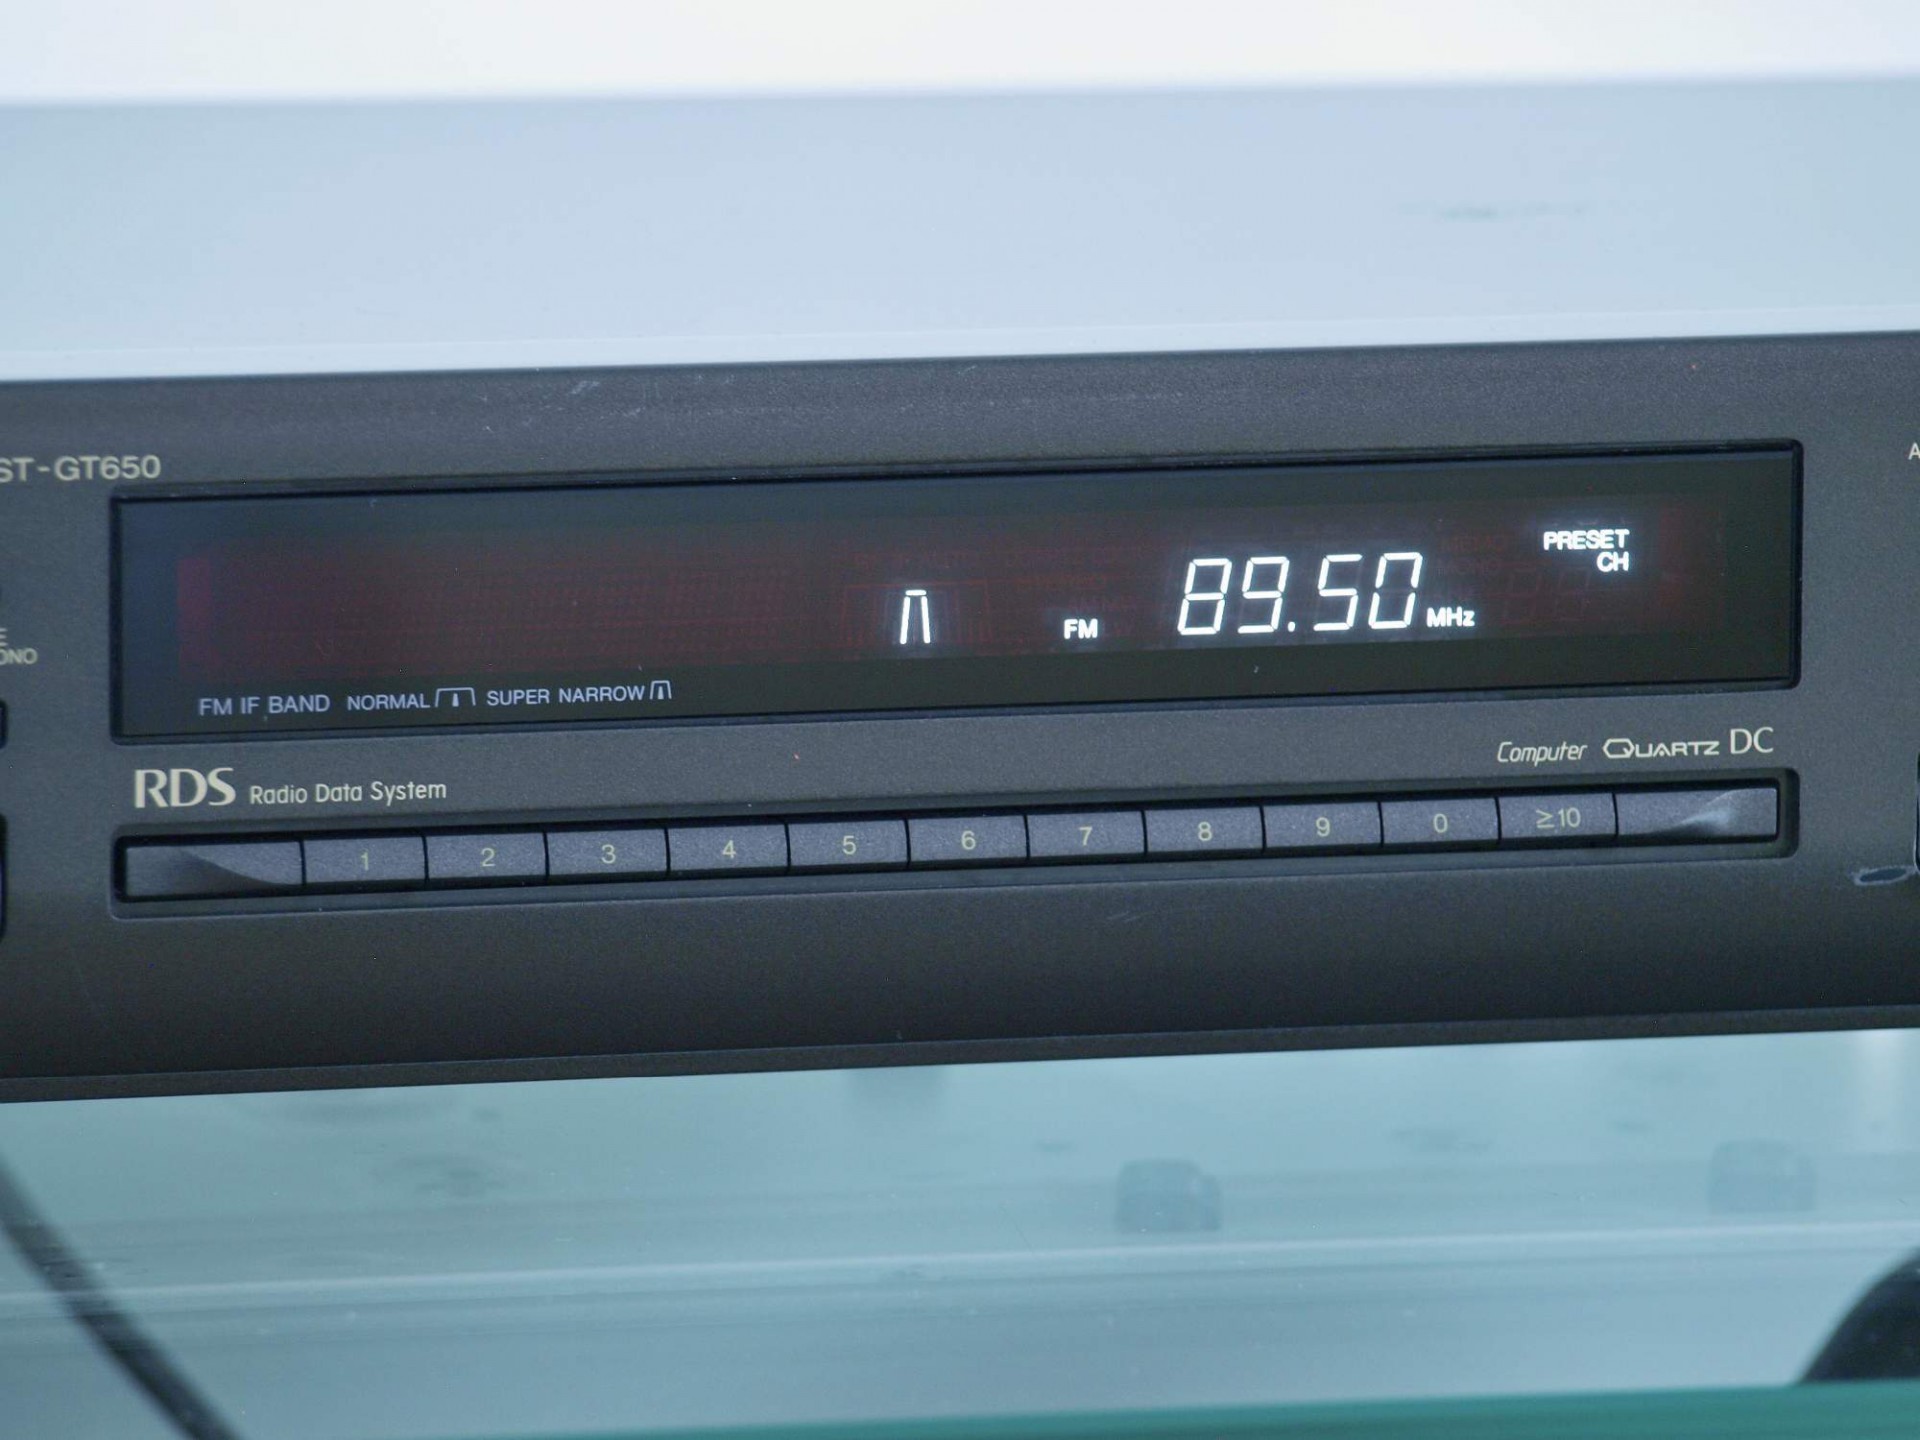 ST-GT650
PRESET
CH
FM 89.50 MHz
FM IF BAND NORMAL SUPER NARROW
Computer QUARTZ DC
RDS Radio Data System
1 2 3 4 5 6 7 8 9 0 ≥10